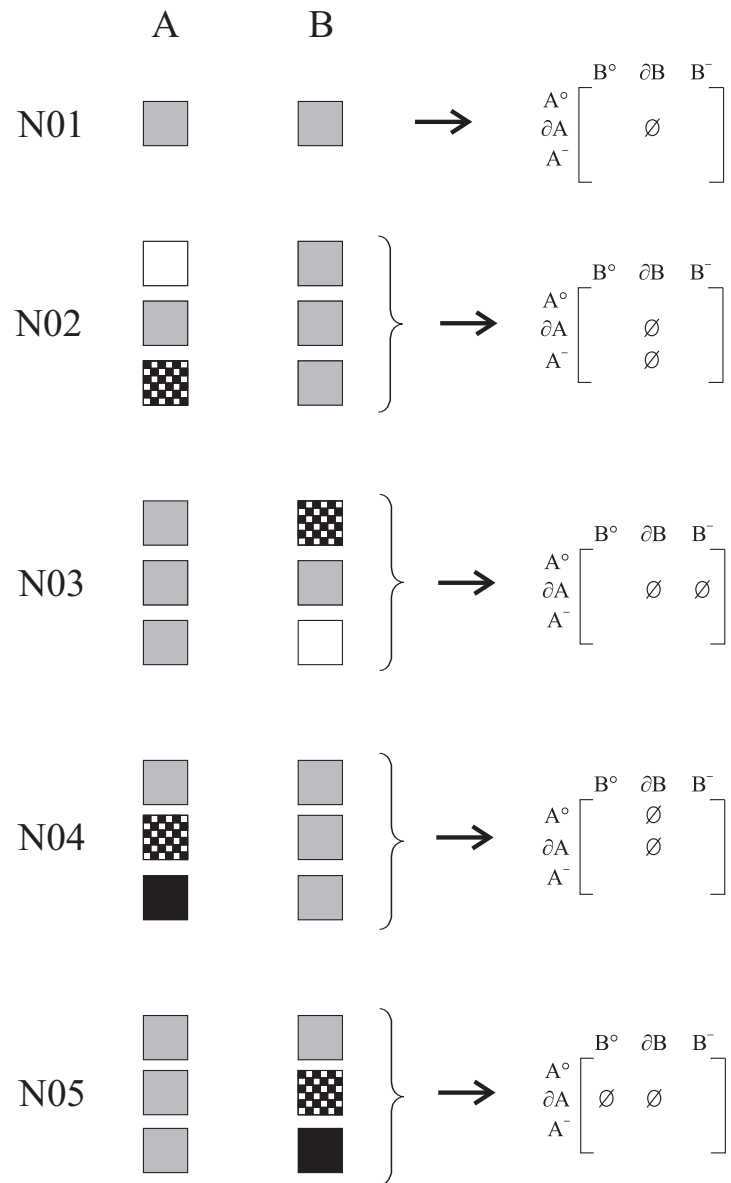 A B
B° ∂B B⁻
A°
N01 ∂A ∅
A⁻
B° ∂B B⁻
A°
N02 ∂A ∅
A⁻ ∅
B° ∂B B⁻
A°
N03 ∂A ∅ ∅
A⁻
B° ∂B B⁻
A° ∅
N04 ∂A ∅
A⁻
B° ∂B B⁻
A°
N05 ∂A ∅ ∅
A⁻